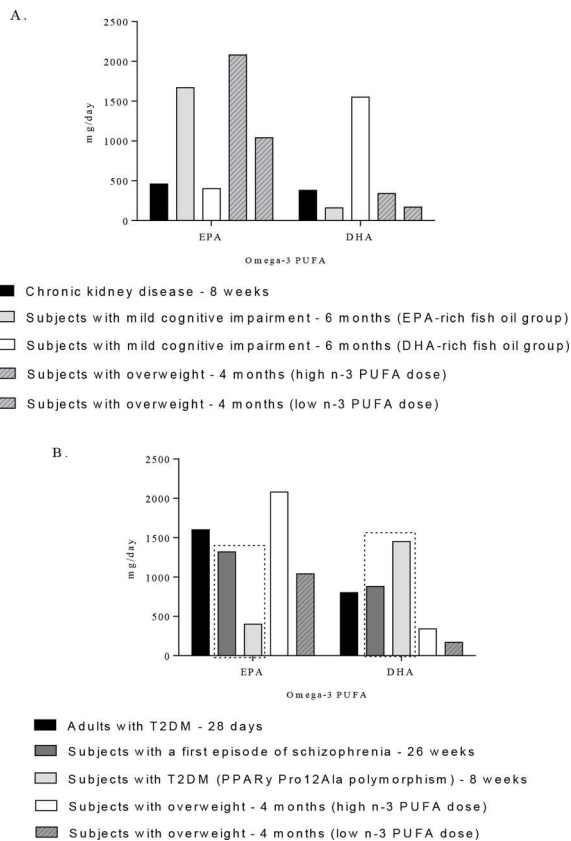 A.
2500
2000
1500
1000
500
0
mg/day
EPA
DHA
Omega-3 PUFA
Chronic kidney disease - 8 weeks
Subjects with mild cognitive impairment - 6 months (EPA-rich fish oil group)
Subjects with mild cognitive impairment - 6 months (DHA-rich fish oil group)
Subjects with overweight - 4 months (high n-3 PUFA dose)
Subjects with overweight - 4 months (low n-3 PUFA dose)
B.
2500
2000
1500
1000
500
0
mg/day
EPA
DHA
Omega-3 PUFA
Adults with T2DM - 28 days
Subjects with a first episode of schizophrenia - 26 weeks
Subjects with T2DM (PPARγ Pro12Ala polymorphism) - 8 weeks
Subjects with overweight - 4 months (high n-3 PUFA dose)
Subjects with overweight - 4 months (low n-3 PUFA dose)